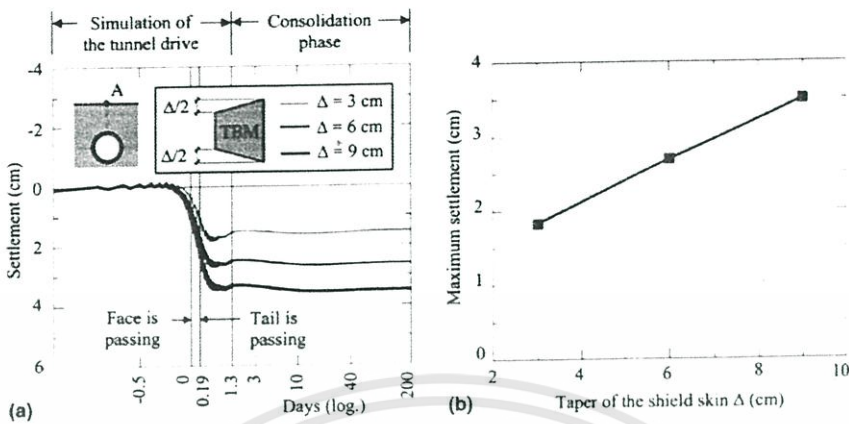 Simulation of the tunnel drive
Consolidation phase
-4
-2
0
2
4
6
Settlement (cm)
A
Δ/2
Δ/2
TBM
Δ = 3 cm
Δ = 6 cm
Δ = 9 cm
Face is passing
Tail is passing
-0.5
0
0.19
1.3
3
10
200
Days (log.)
(a)
4
3
2
1
0
Maximum settlement (cm)
2
4
6
8
10
Taper of the shield skin Δ (cm)
(b)